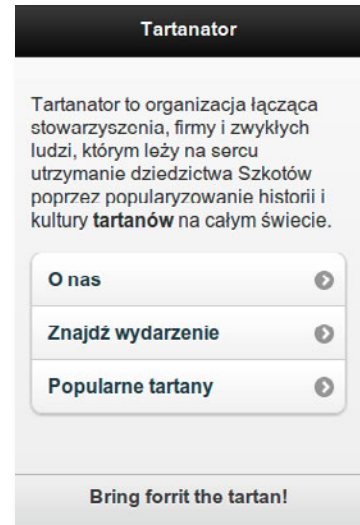 Tartanator
Tartanator to organizacja łącząca
stowarzyszenia, firmy i zwykłych
ludzi, którym leży na sercu
utrzymanie dziedzictwa Szkotów
poprzez popularyzowanie historii i
kultury tartanów na całym świecie.
O nas
Znajdź wydarzenie
Popularne tartany
Bring forrit the tartan!